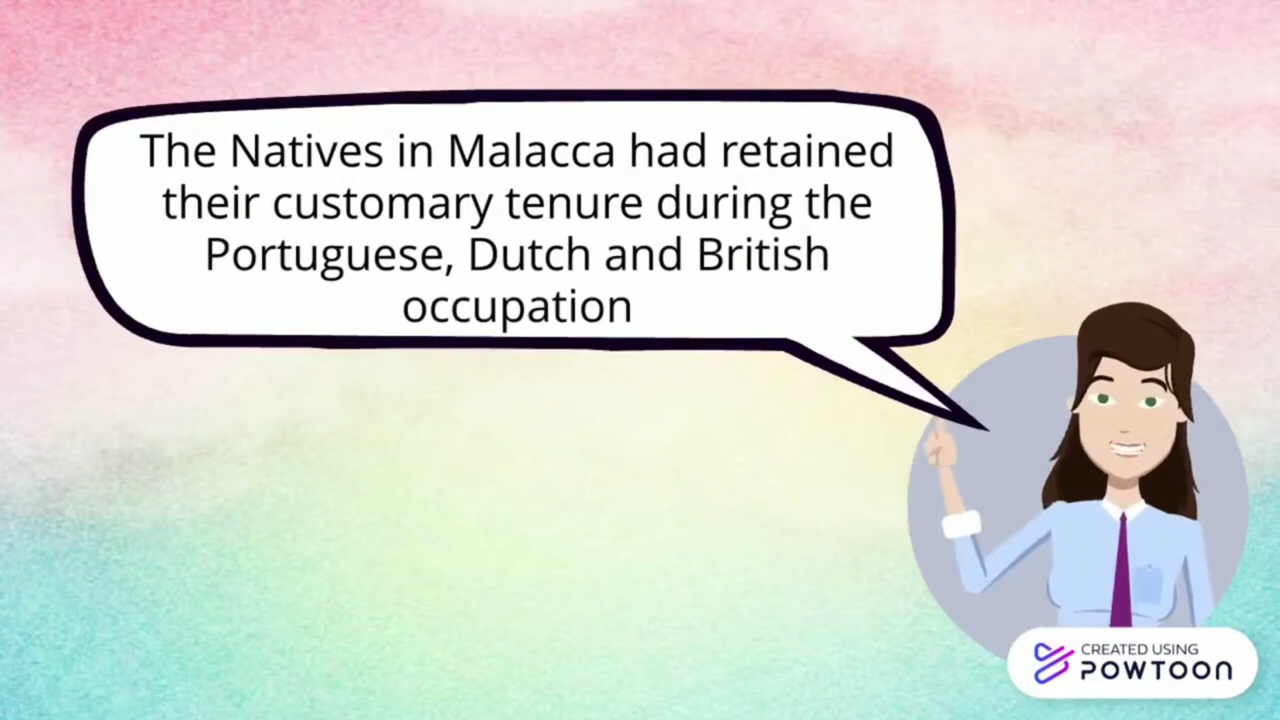 The Natives in Malacca had retained
their customary tenure during the
Portuguese, Dutch and British
occupation
CREATED USING
POWTOON